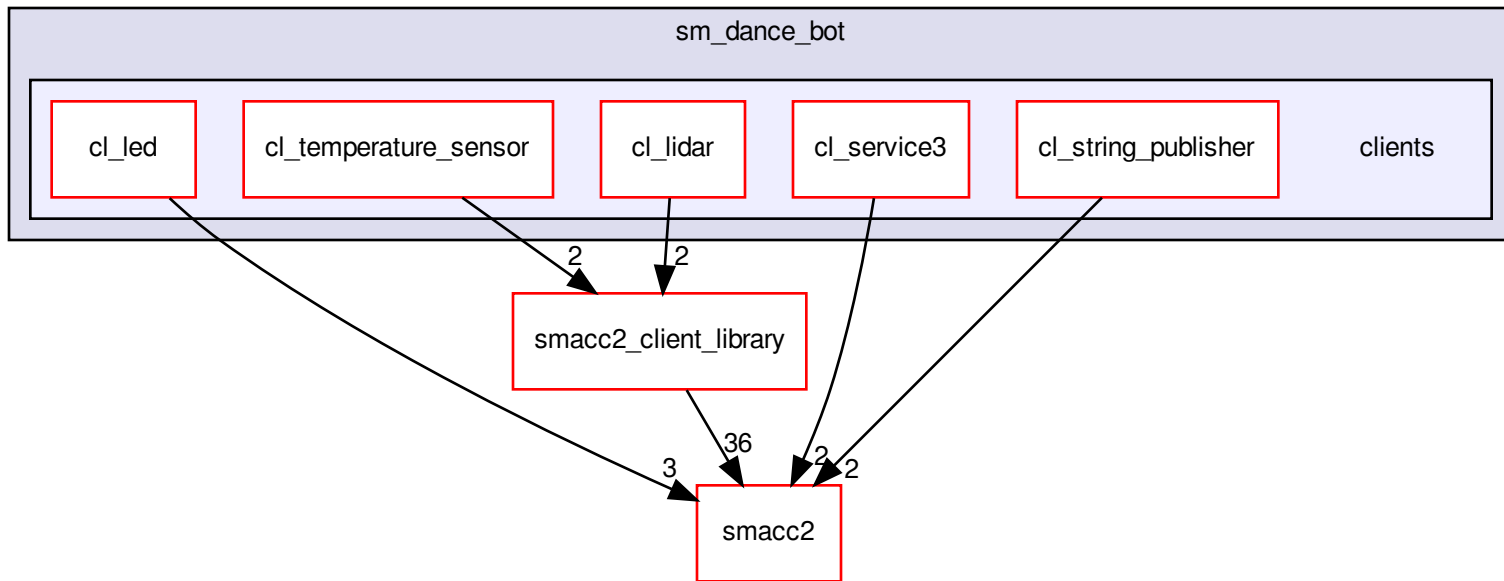 sm_dance_bot
cl_led
cl_temperature_sensor
cl_lidar
cl_service3
cl_string_publisher
clients
2
2
smacc2_client_library
36
3
2
2
smacc2